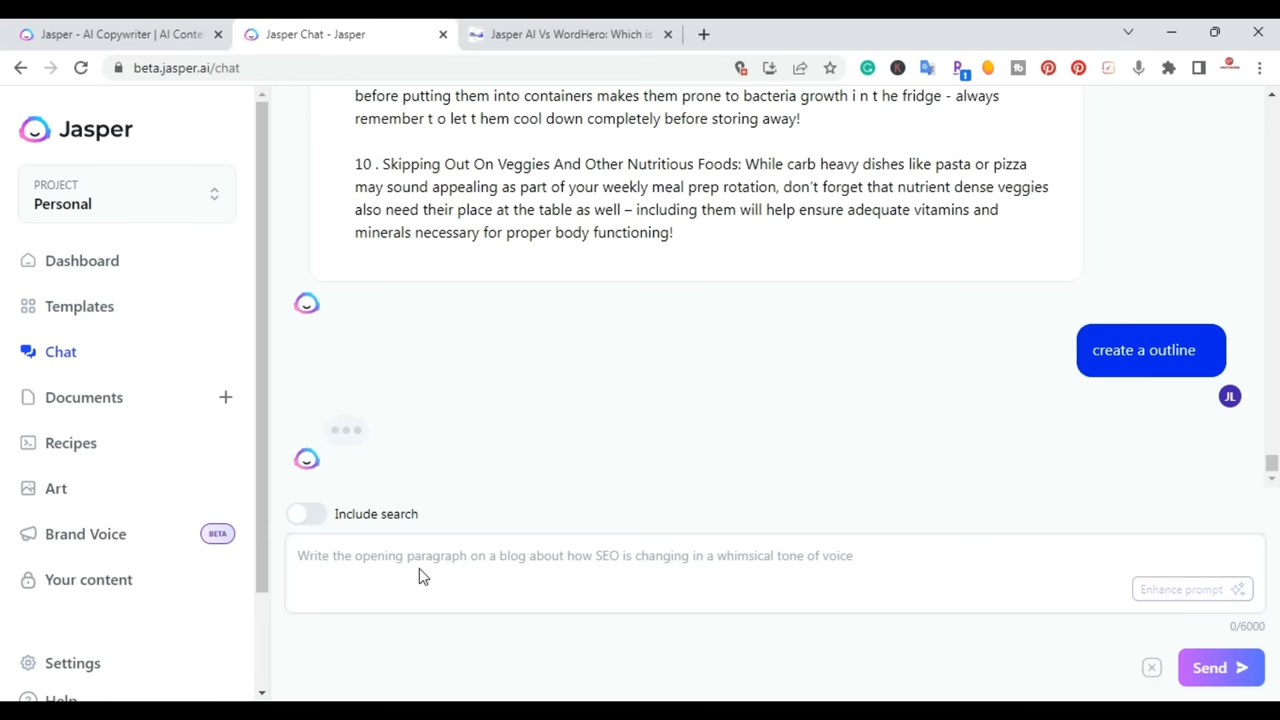 Jasper - AI Copywriter | AI Conte
Jasper Chat - Jasper
Jasper AI Vs WordHero: Which is
beta.jasper.ai/chat
1
Jasper
PROJECT
Personal
Dashboard
Templates
Chat
Documents
Recipes
Art
Brand Voice
BETA
Your content
Settings
Help
before putting them into containers makes them prone to bacteria growth i n t he fridge - always
remember t o let t hem cool down completely before storing away!
10 . Skipping Out On Veggies And Other Nutritious Foods: While carb heavy dishes like pasta or pizza
may sound appealing as part of your weekly meal prep rotation, don't forget that nutrient dense veggies
also need their place at the table as well – including them will help ensure adequate vitamins and
minerals necessary for proper body functioning!
create a outline
JL
Include search
Write the opening paragraph on a blog about how SEO is changing in a whimsical tone of voice
Enhance prompt
0/6000
Send